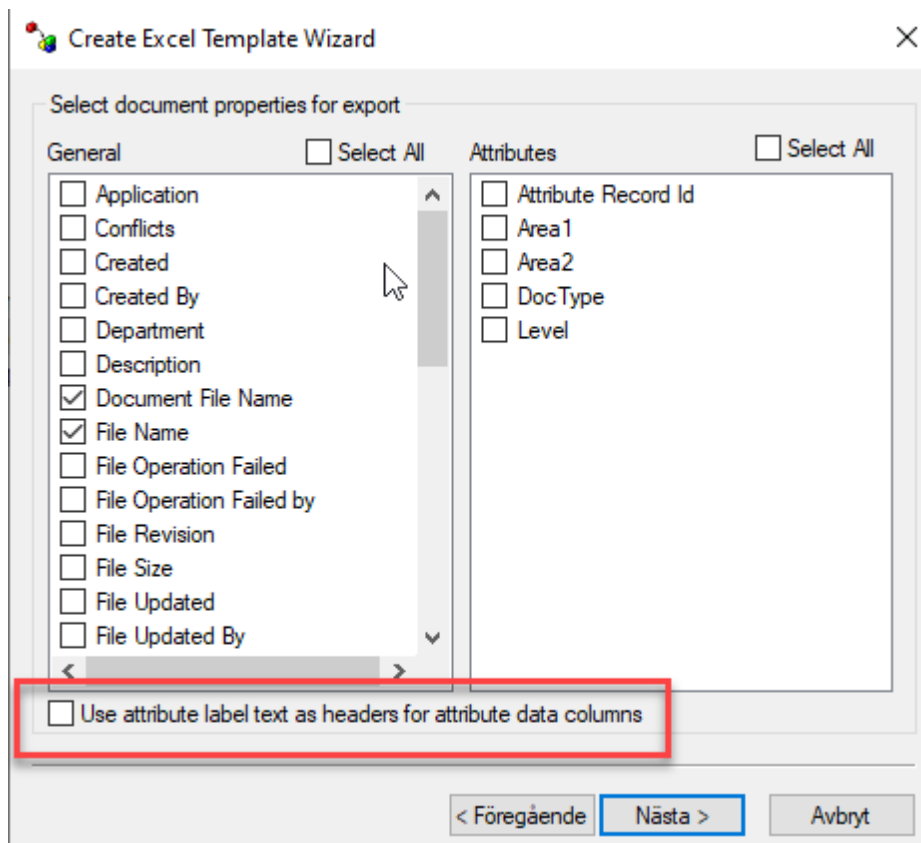 Create Excel Template Wizard
Select document properties for export
General
Select All
Application
Conflicts
Created
Created By
Department
Description
Document File Name
File Name
File Operation Failed
File Operation Failed by
File Revision
File Size
File Updated
File Updated By
Attributes
Select All
Attribute Record Id
Area1
Area2
DocType
Level
Use attribute label text as headers for attribute data columns
< Föregående
Nästa >
Avbryt